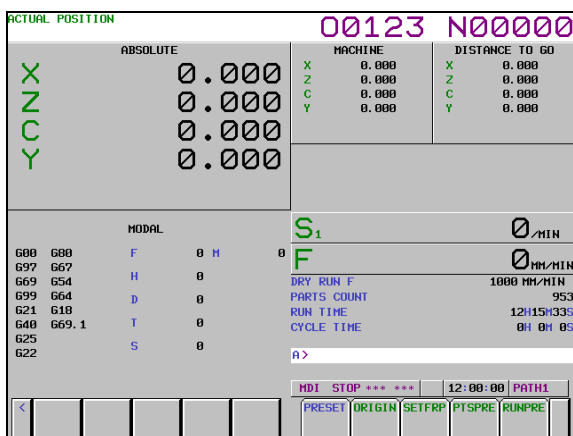 ACTUAL POSITION
O0123 N00000
ABSOLUTE
X 0.000
Z 0.000
C 0.000
Y 0.000
MACHINE
X 0.000
Z 0.000
C 0.000
Y 0.000
DISTANCE TO GO
X 0.000
Z 0.000
C 0.000
Y 0.000
MODAL
G00 G80 F 0 M 0
G97 G67
G69 G54 H 0
G99 G64 D 0
G21 G18
G40 G69.1 T 0
G25
G22 S 0
S1 0/MIN
F 0MM/MIN
DRY RUN F 1000 MM/MIN
PARTS COUNT 953
RUN TIME 12H15M33S
CYCLE TIME 0H 0M 0S
A>
MDI STOP *** *** 12:00:00 PATH1
< PRESET ORIGIN SETFRP PTSPRE RUNPRE